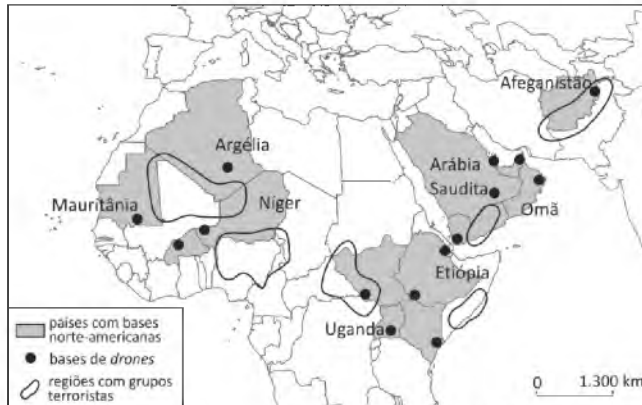 Afeganistão
Argélia
Arábia
Saudita
Mauritânia
Níger
Omã
Etiópia
Uganda
países com bases
norte-americanas
bases de drones
regiões com grupos
terroristas
0 1.300 km